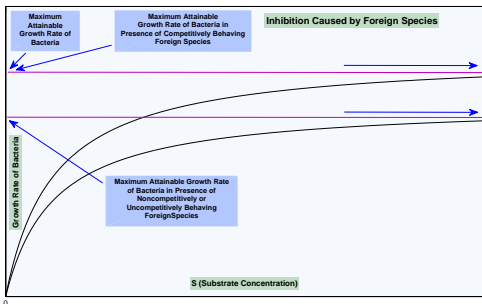 Maximum
Attainable
Growth Rate of
Bacteria
Maximum Attainable
Growth Rate of Bacteria in
Presence of Competitively Behaving
Foreign Species
Inhibition Caused by Foreign Species
Growth Rate of Bacteria
Maximum Attainable Growth Rate
of Bacteria in Presence of
Noncompetitively or
Uncompetitively Behaving
ForeignSpecies
S (Substrate Concentration)
0